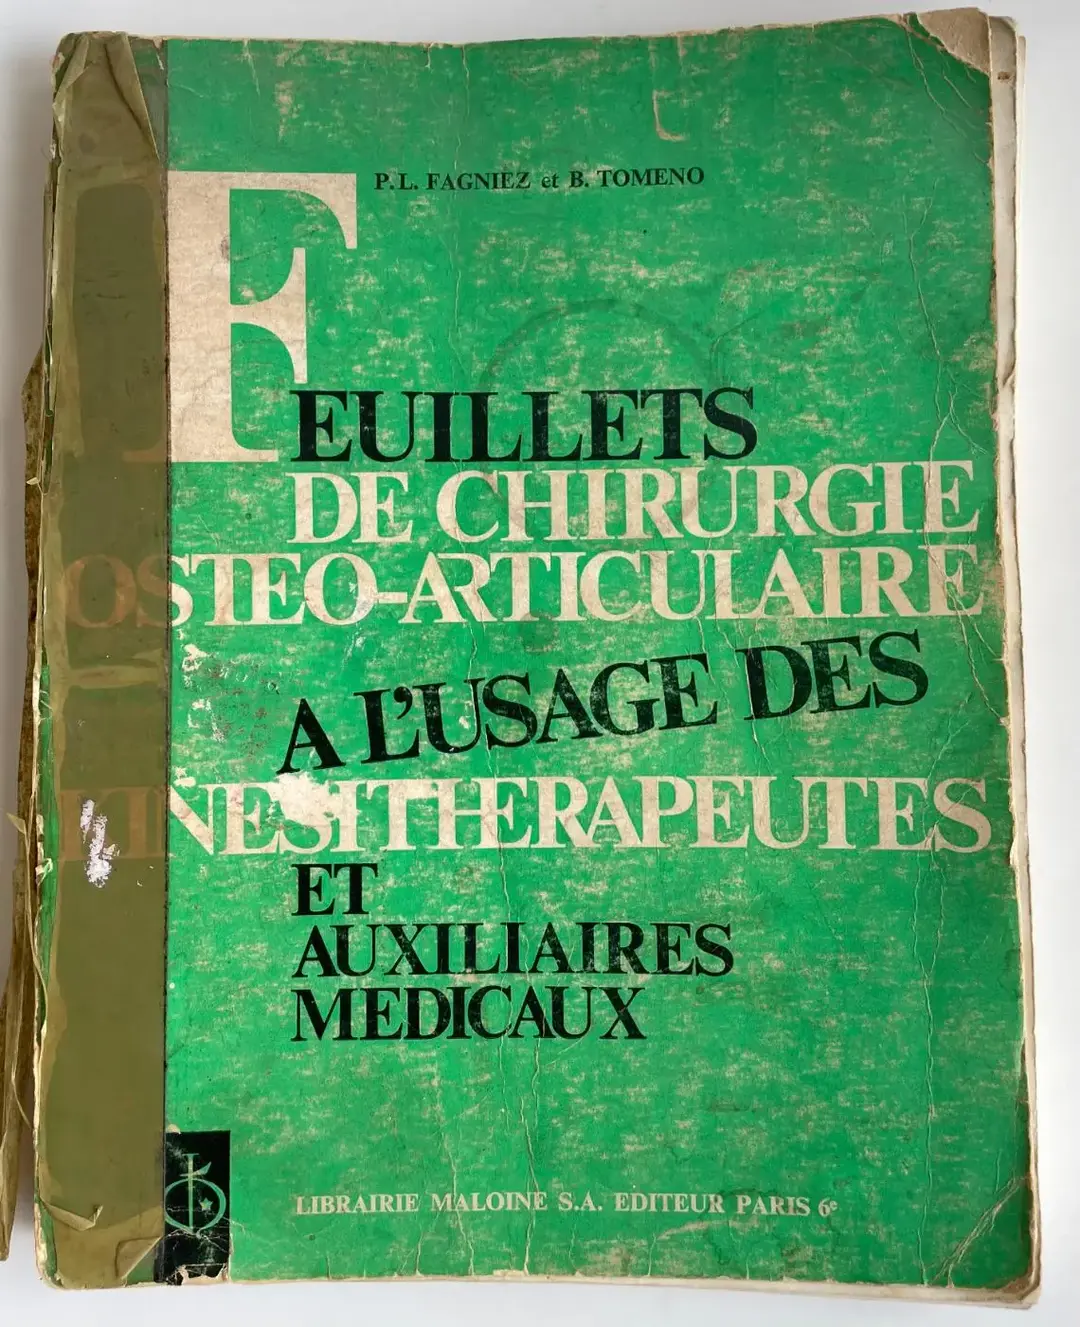 P.L. FAGNIEZ et B. TOMENO
FEUILLETS
DE CHIRURGIE
OSTEO-ARTICULAIRE
A L'USAGE DES
KINESITHERAPEUTES
ET
AUXILIAIRES
MEDICAUX
LIBRAIRIE MALOINE S.A. EDITEUR PARIS 6e